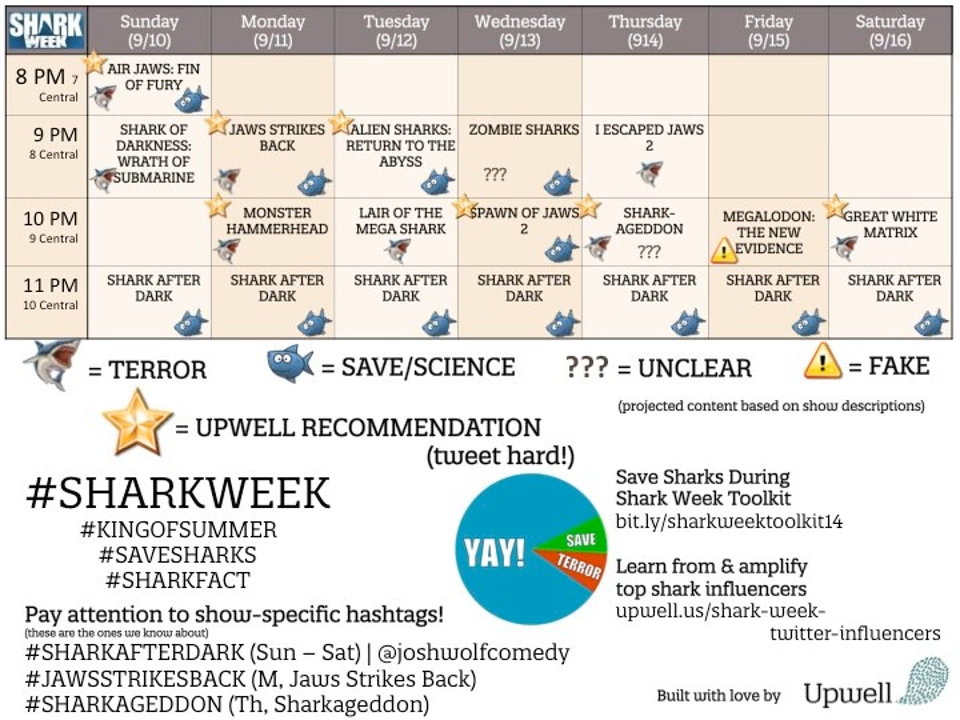 SHARK WEEK
Sunday (9/10)
Monday (9/11)
Tuesday (9/12)
Wednesday (9/13)
Thursday (914)
Friday (9/15)
Saturday (9/16)
8 PM 7 Central
AIR JAWS: FIN
OF FURY
9 PM
8 Central
SHARK OF
DARKNESS:
WRATH OF
SUBMARINE
JAWS STRIKES
BACK
ALIEN SHARKS:
RETURN TO THE
ABYSS
ZOMBIE SHARKS
???
I ESCAPED JAWS
2
10 PM
9 Central
MONSTER
HAMMERHEAD
LAIR OF THE
MEGA SHARK
SPAWN OF JAWS
2
SHARK-
AGEDDON
???
MEGALODON:
THE NEW
EVIDENCE
GREAT WHITE
MATRIX
11 PM
10 Central
SHARK AFTER
DARK
SHARK AFTER
DARK
SHARK AFTER
DARK
SHARK AFTER
DARK
SHARK AFTER
DARK
SHARK AFTER
DARK
SHARK AFTER
DARK
= TERROR
= SAVE/SCIENCE
??? = UNCLEAR
= FAKE
(projected content based on show descriptions)
= UPWELL RECOMMENDATION
(tweet hard!)
#SHARKWEEK
#KINGOFSUMMER
#SAVESHARKS
#SHARKFACT
YAY!
SAVE
TERROR
Save Sharks During
Shark Week Toolkit
bit.ly/sharkweektoolkit14
Learn from & amplify
top shark influencers
upwell.us/shark-week-
twitter-influencers
Pay attention to show-specific hashtags!
(these are the ones we know about)
#SHARKAFTERDARK (Sun – Sat) | @joshwolfcomedy
#JAWSSTRIKESBACK (M, Jaws Strikes Back)
#SHARKAGEDDON (Th, Sharkageddon)
Built with love by Upwell